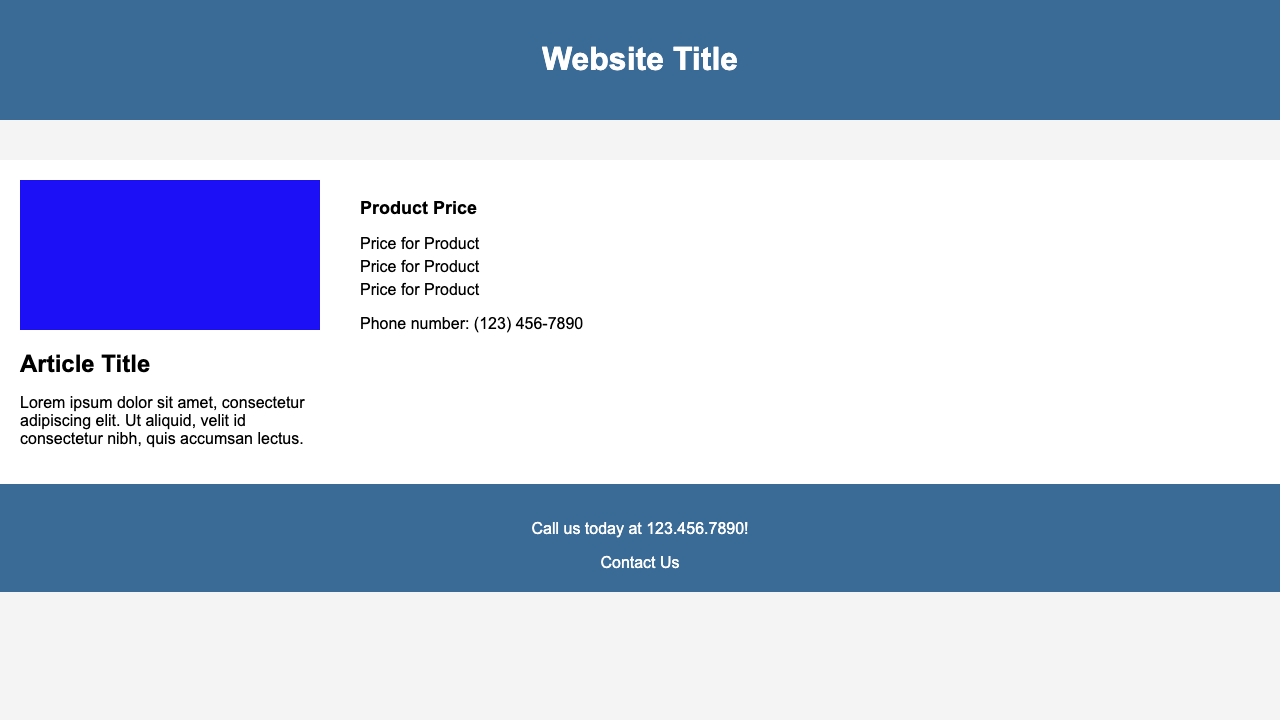 Website Title
Article Title
Lorem ipsum dolor sit amet, consectetur
adipiscing elit. Ut aliquid, velit id
consectetur nibh, quis accumsan lectus.
Product Price
Price for Product
Price for Product
Price for Product
Phone number: (123) 456-7890
Call us today at 123.456.7890!
Contact Us